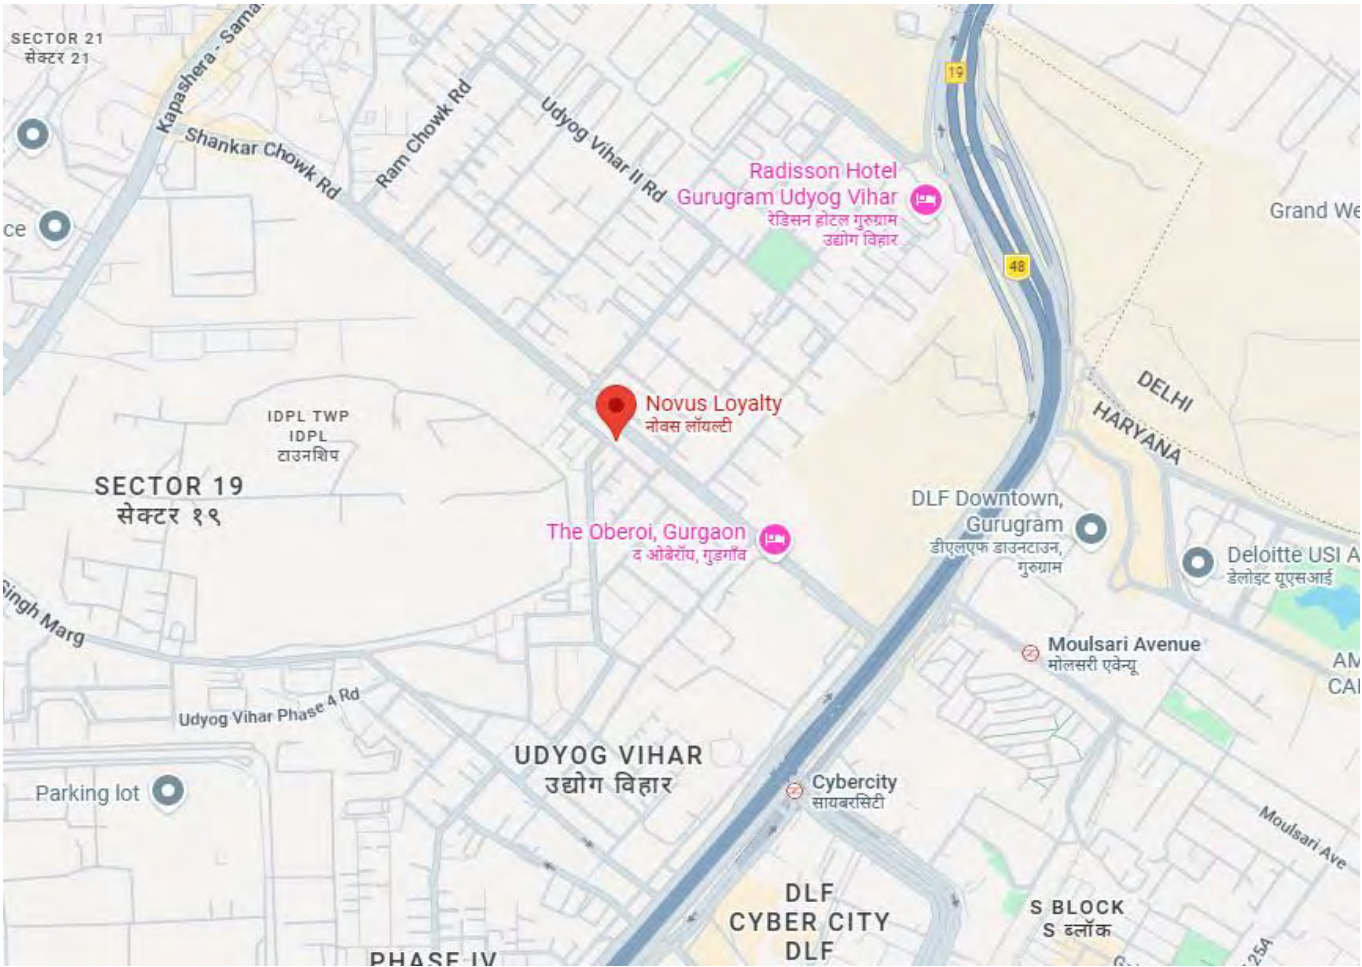 SECTOR 21
सेक्टर 21
Kapashera - Sama
Shankar Chowk Rd
Ram Chowk Rd
Udyog Vihar II Rd
19
Radisson Hotel
Gurugram Udyog Vihar
रेडिसन होटल गुरुग्राम
उद्योग विहार
ce
Grand We
48
DELHI
HARYANA
Novus Loyalty
नोवस लॉयल्टी
IDPL TWP
IDPL
टाउनशिप
SECTOR 19
सेक्टर १९
The Oberoi, Gurgaon
द ओबेरॉय, गुड़गाँव
DLF Downtown,
Gurugram
डीएलएफ डाउनटाउन,
गुरुग्राम
Deloitte USI A
डेलोइट यूएसआई
Singh Marg
Moulsari Avenue
मोलसरी एवेन्यू
AM
CAI
Udyog Vihar Phase 4 Rd
UDYOG VIHAR
उद्योग विहार
Parking lot
Cybercity
सायबरसिटी
Moulsari Ave
DLF
CYBER CITY
DLF
S BLOCK
S ब्लॉक
25A
PHASE IV